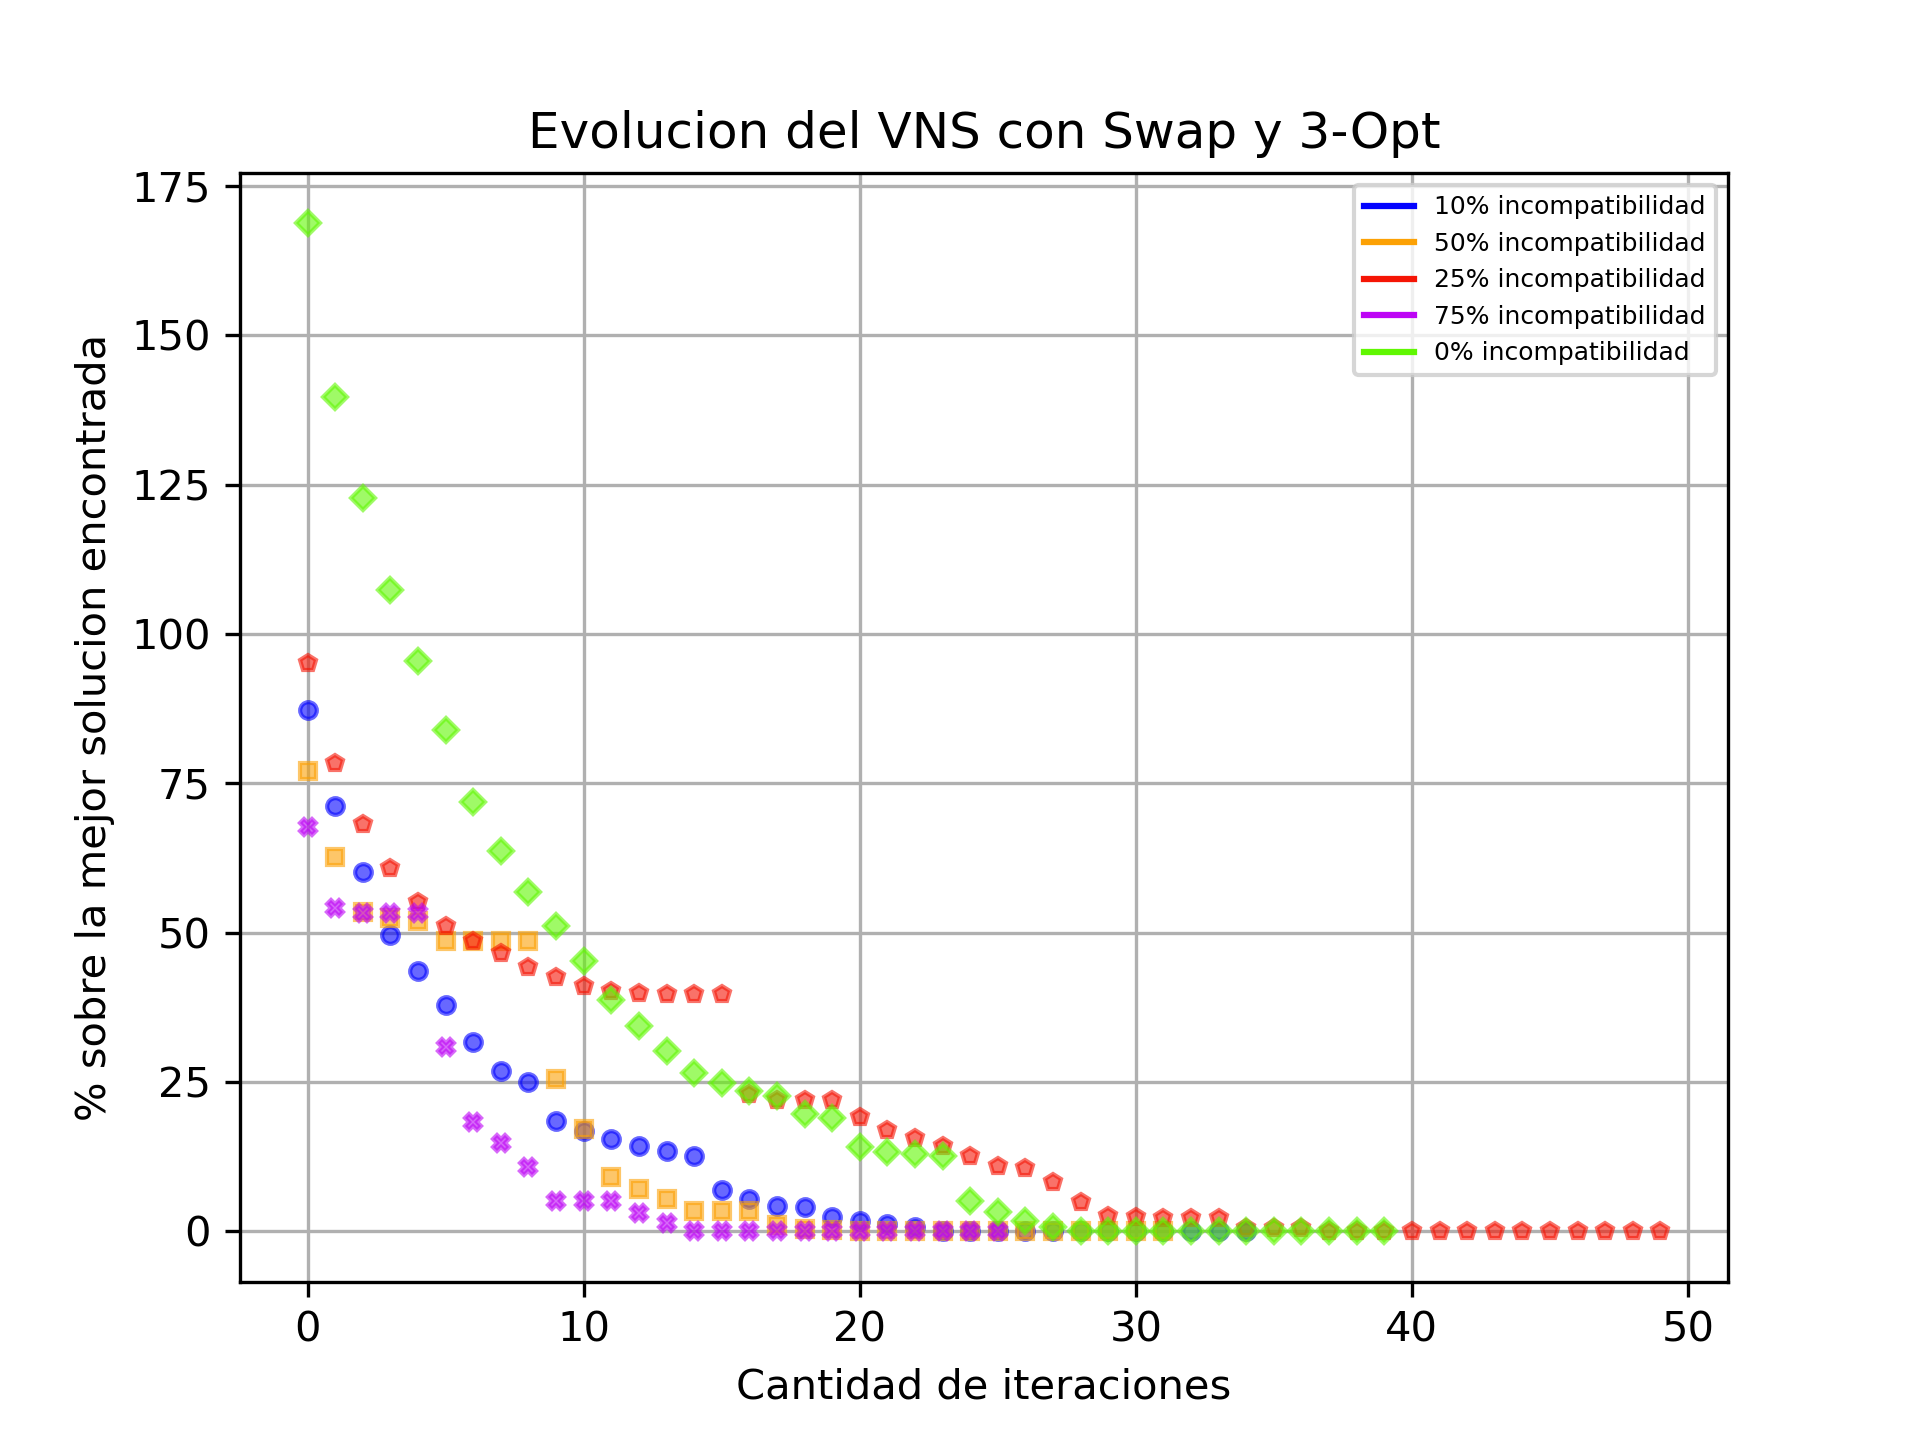 Evolucion del VNS con Swap y 3-Opt
175
150
125
100
75
50
25
0
% sobre la mejor solucion encontrada
10% incompatibilidad
50% incompatibilidad
25% incompatibilidad
75% incompatibilidad
0% incompatibilidad
0 10 20 30 40 50
Cantidad de iteraciones